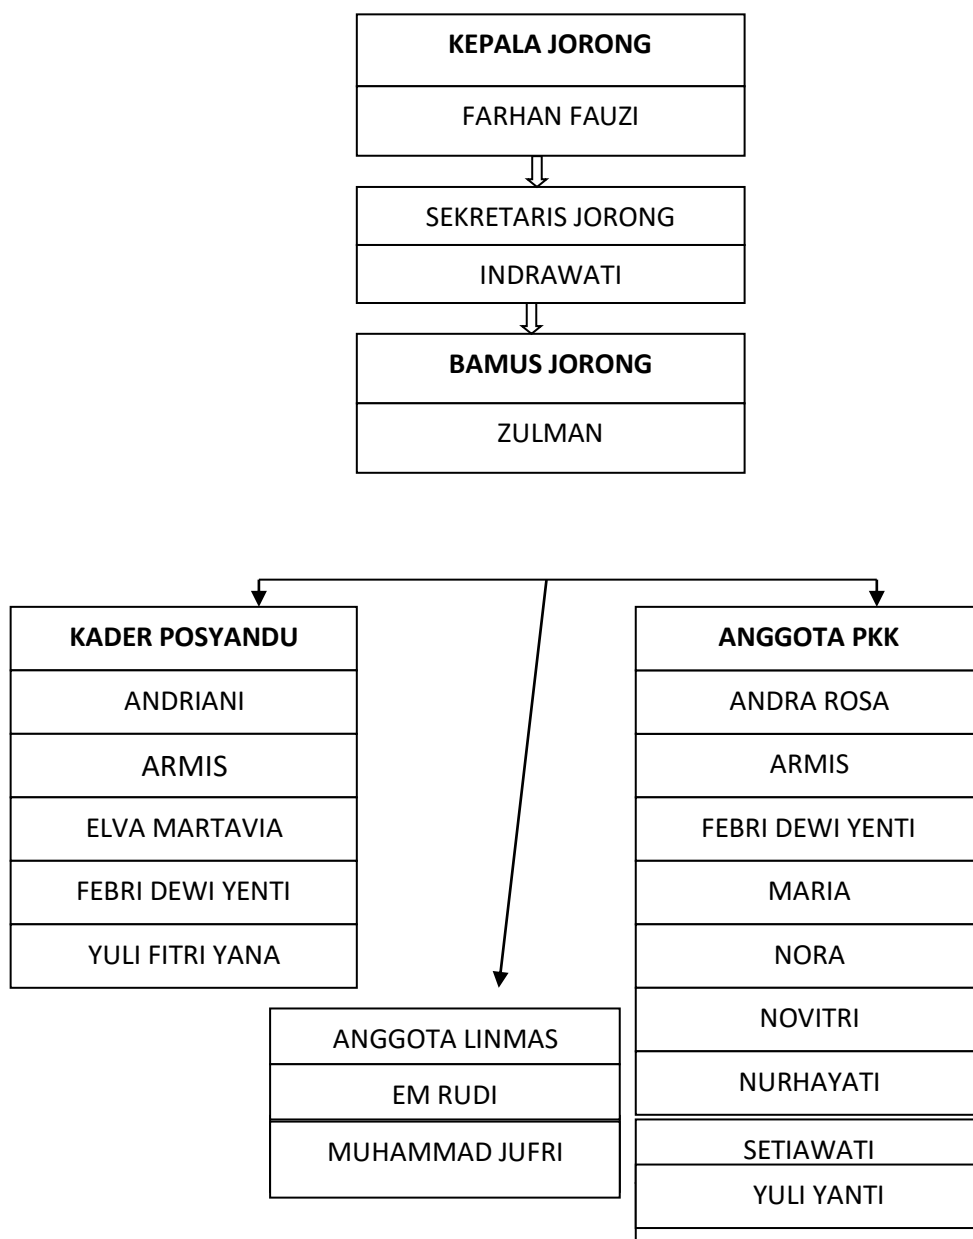 KEPALA JORONG
FARHAN FAUZI
SEKRETARIS JORONG
INDRAWATI
BAMUS JORONG
ZULMAN
KADER POSYANDU
ANDRIANI
ARMIS
ELVA MARTAVIA
FEBRI DEWI YENTI
YULI FITRI YANA
ANGGOTA LINMAS
EM RUDI
MUHAMMAD JUFRI
ANGGOTA PKK
ANDRA ROSA
ARMIS
FEBRI DEWI YENTI
MARIA
NORA
NOVITRI
NURHAYATI
SETIAWATI
YULI YANTI